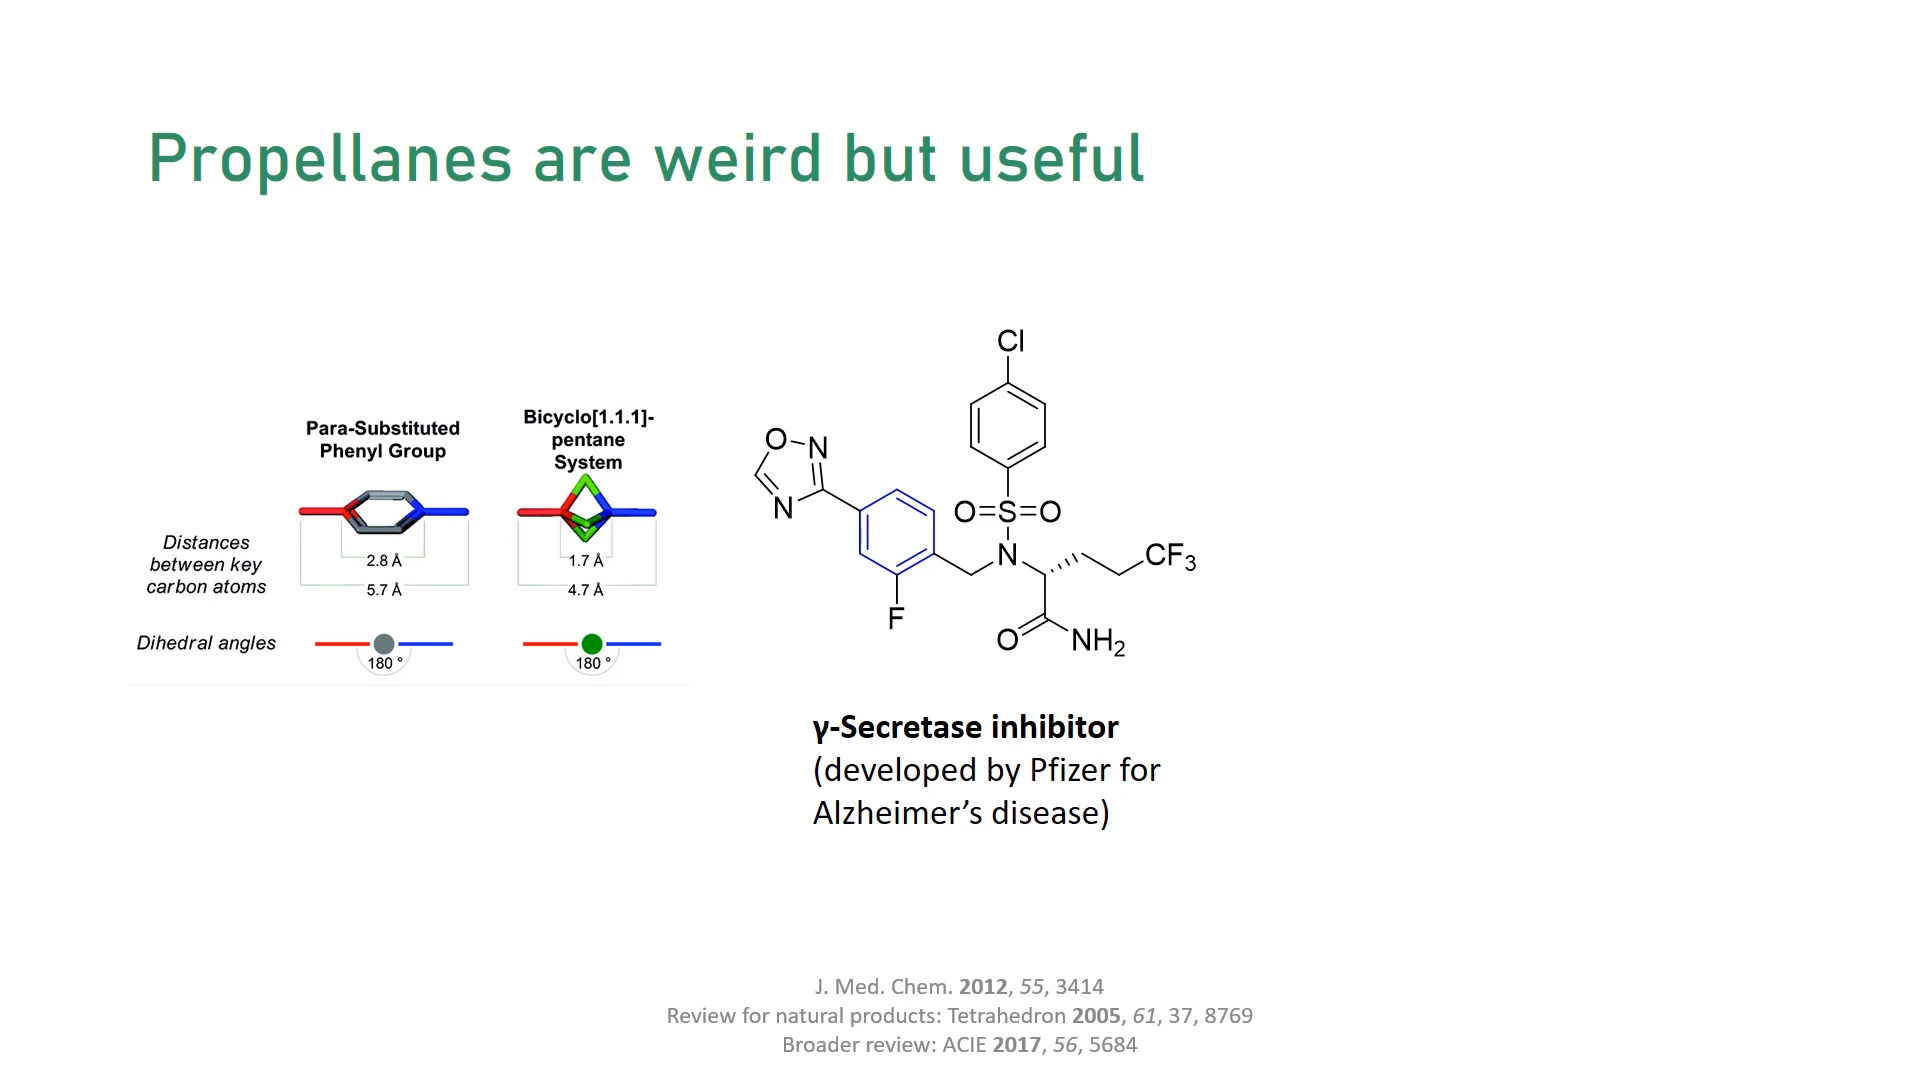 Propellanes are weird but useful
Para-Substituted
Phenyl Group
Bicyclo[1.1.1]-
pentane
System
Distances
between key
carbon atoms
2.8 Å
5.7 Å
1.7 Å
4.7 Å
Dihedral angles
180 °
180 °
Cl
O N
N
O=S=O
N
F
CF3
O
NH2
γ-Secretase inhibitor
(developed by Pfizer for
Alzheimer’s disease)
J. Med. Chem. 2012, 55, 3414
Review for natural products: Tetrahedron 2005, 61, 37, 8769
Broader review: ACIE 2017, 56, 5684